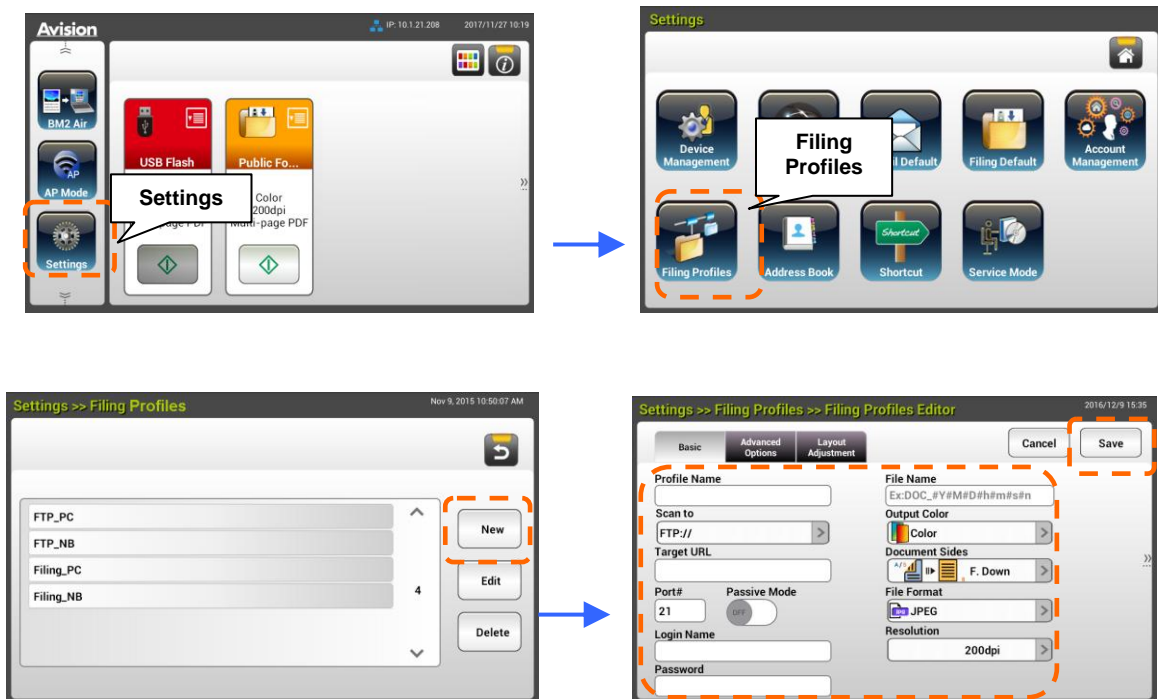 Avision
IP: 10.1.21.208 2017/11/27 10:19
BM2 Air
AP
AP Mode
Settings
USB Flash
Public Fo...
Color
200dpi
Multi-page PDF
Settings
Settings
Device
Management
Default
Filing Default
Account
Management
Filing
Profiles
Filing Profiles
Address Book
Shortcut
Shortcut
Service Mode
Settings >> Filing Profiles
Nov 9, 2015 10:50:07 AM
FTP_PC
FTP_NB
Filing_PC
Filing_NB
4
New
Edit
Delete
Settings >> Filing Profiles >> Filing Profiles Editor
2016/12/9 15:35
Basic
Advanced
Options
Layout
Adjustment
Cancel
Save
Profile Name
Scan to
FTP://
Target URL
Port#
Passive Mode
21
OFF
Login Name
Password
File Name
Ex:DOC_#Y#M#D#h#m#s#n
Output Color
Color
Document Sides
F. Down
File Format
JPEG
Resolution
200dpi